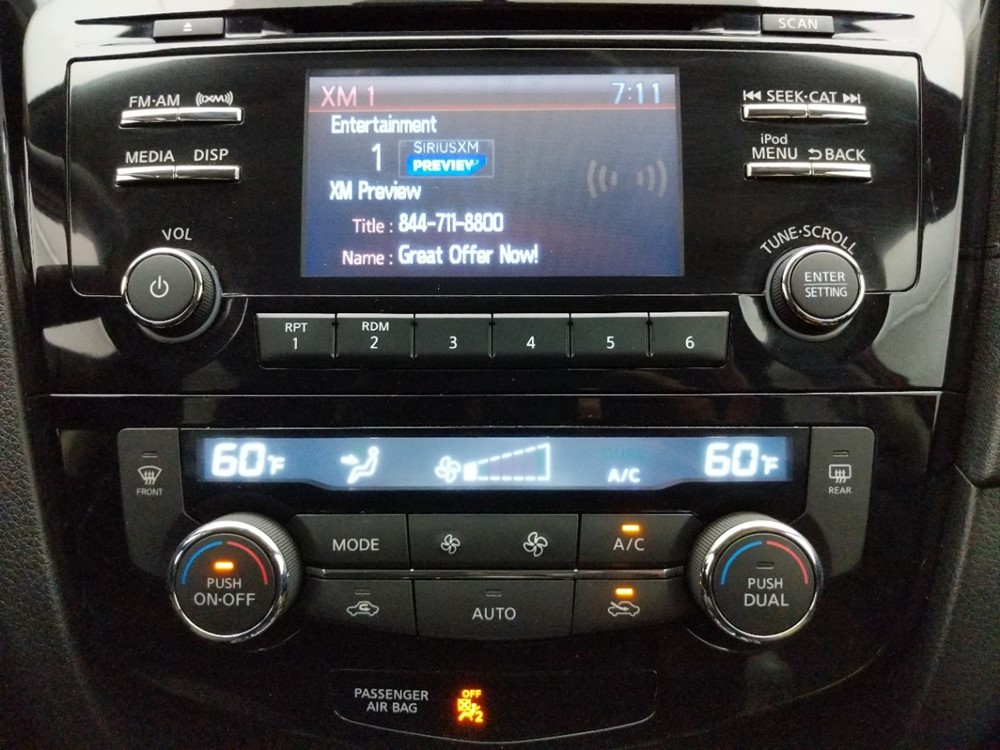 SCAN
FM·AM
((XM))
MEDIA DISP
VOL
XM 1 7:11
Entertainment
1 SIRIUSXM
PREVIEW
XM Preview
Title : 844-711-8800
Name : Great Offer Now!
SEEK·CAT
iPod
MENU BACK
TUNE·SCROLL
ENTER
SETTING
RPT
1
RDM
2
3
4
5
6
60°F
A/C
60°F
FRONT
REAR
MODE
A/C
PUSH
ON·OFF
AUTO
PUSH
DUAL
PASSENGER
AIR BAG
OFF
2